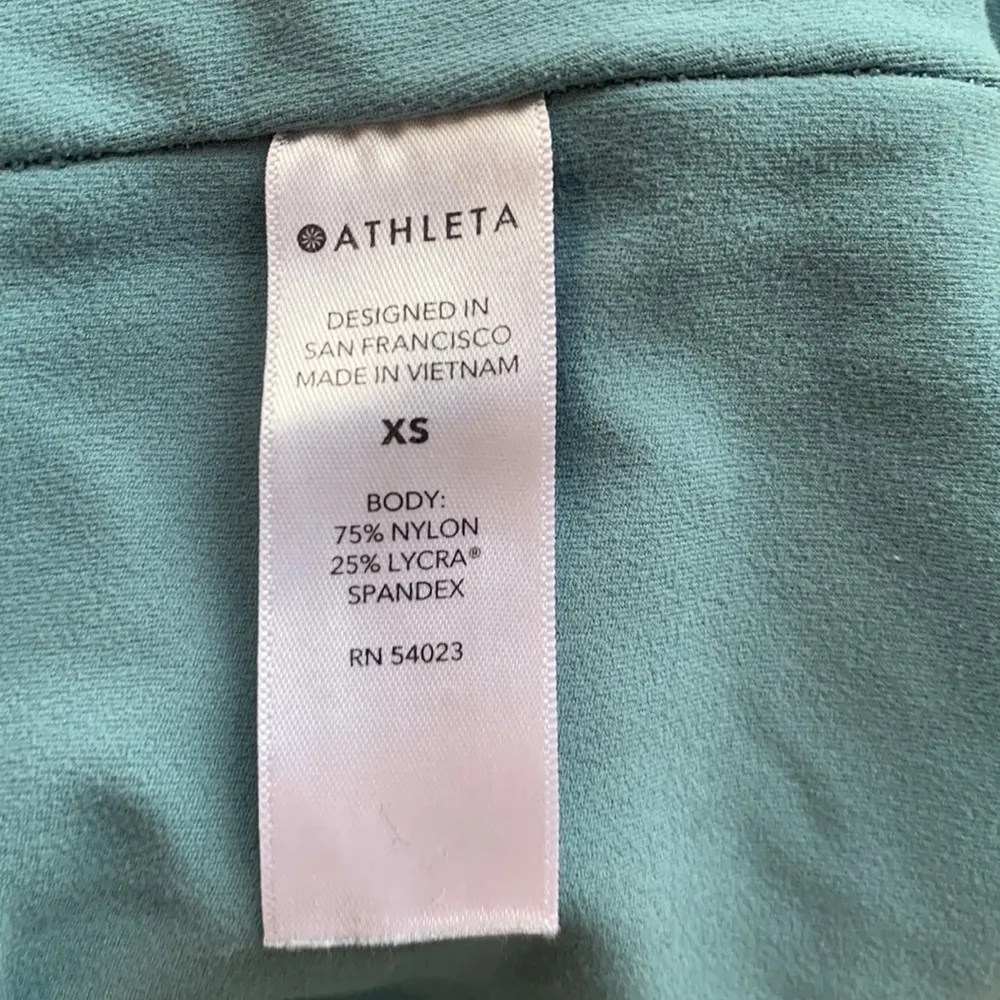 ATHLETA
DESIGNED IN
SAN FRANCISCO
MADE IN VIETNAM
XS
BODY:
75% NYLON
25% LYCRA®
SPANDEX
RN 54023